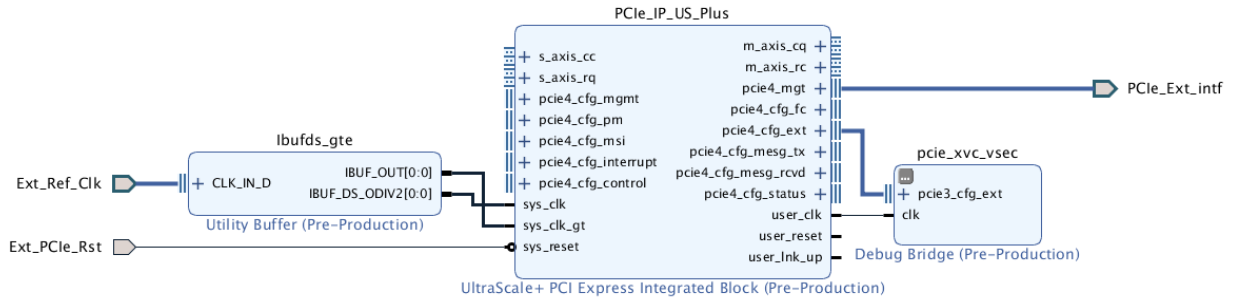 PCIe_IP_US_Plus
s_axis_cc
s_axis_rq
pcie4_cfg_mgmt
pcie4_cfg_pm
pcie4_cfg_msi
pcie4_cfg_interrupt
pcie4_cfg_control
sys_clk
sys_clk_gt
sys_reset
m_axis_cq
m_axis_rc
pcie4_mgt
pcie4_cfg_fc
pcie4_cfg_ext
pcie4_cfg_mesg_tx
pcie4_cfg_mesg_rcvd
pcie4_cfg_status
user_clk
user_reset
user_lnk_up
UltraScale+ PCI Express Integrated Block (Pre-Production)
Ibufds_gte
CLK_IN_D
IBUF_OUT[0:0]
IBUF_DS_ODIV2[0:0]
Utility Buffer (Pre-Production)
Ext_Ref_Clk
Ext_PCIe_Rst
PCIe_Ext_intf
pcie_xvc_vsec
...
pcie3_cfg_ext
clk
Debug Bridge (Pre-Production)